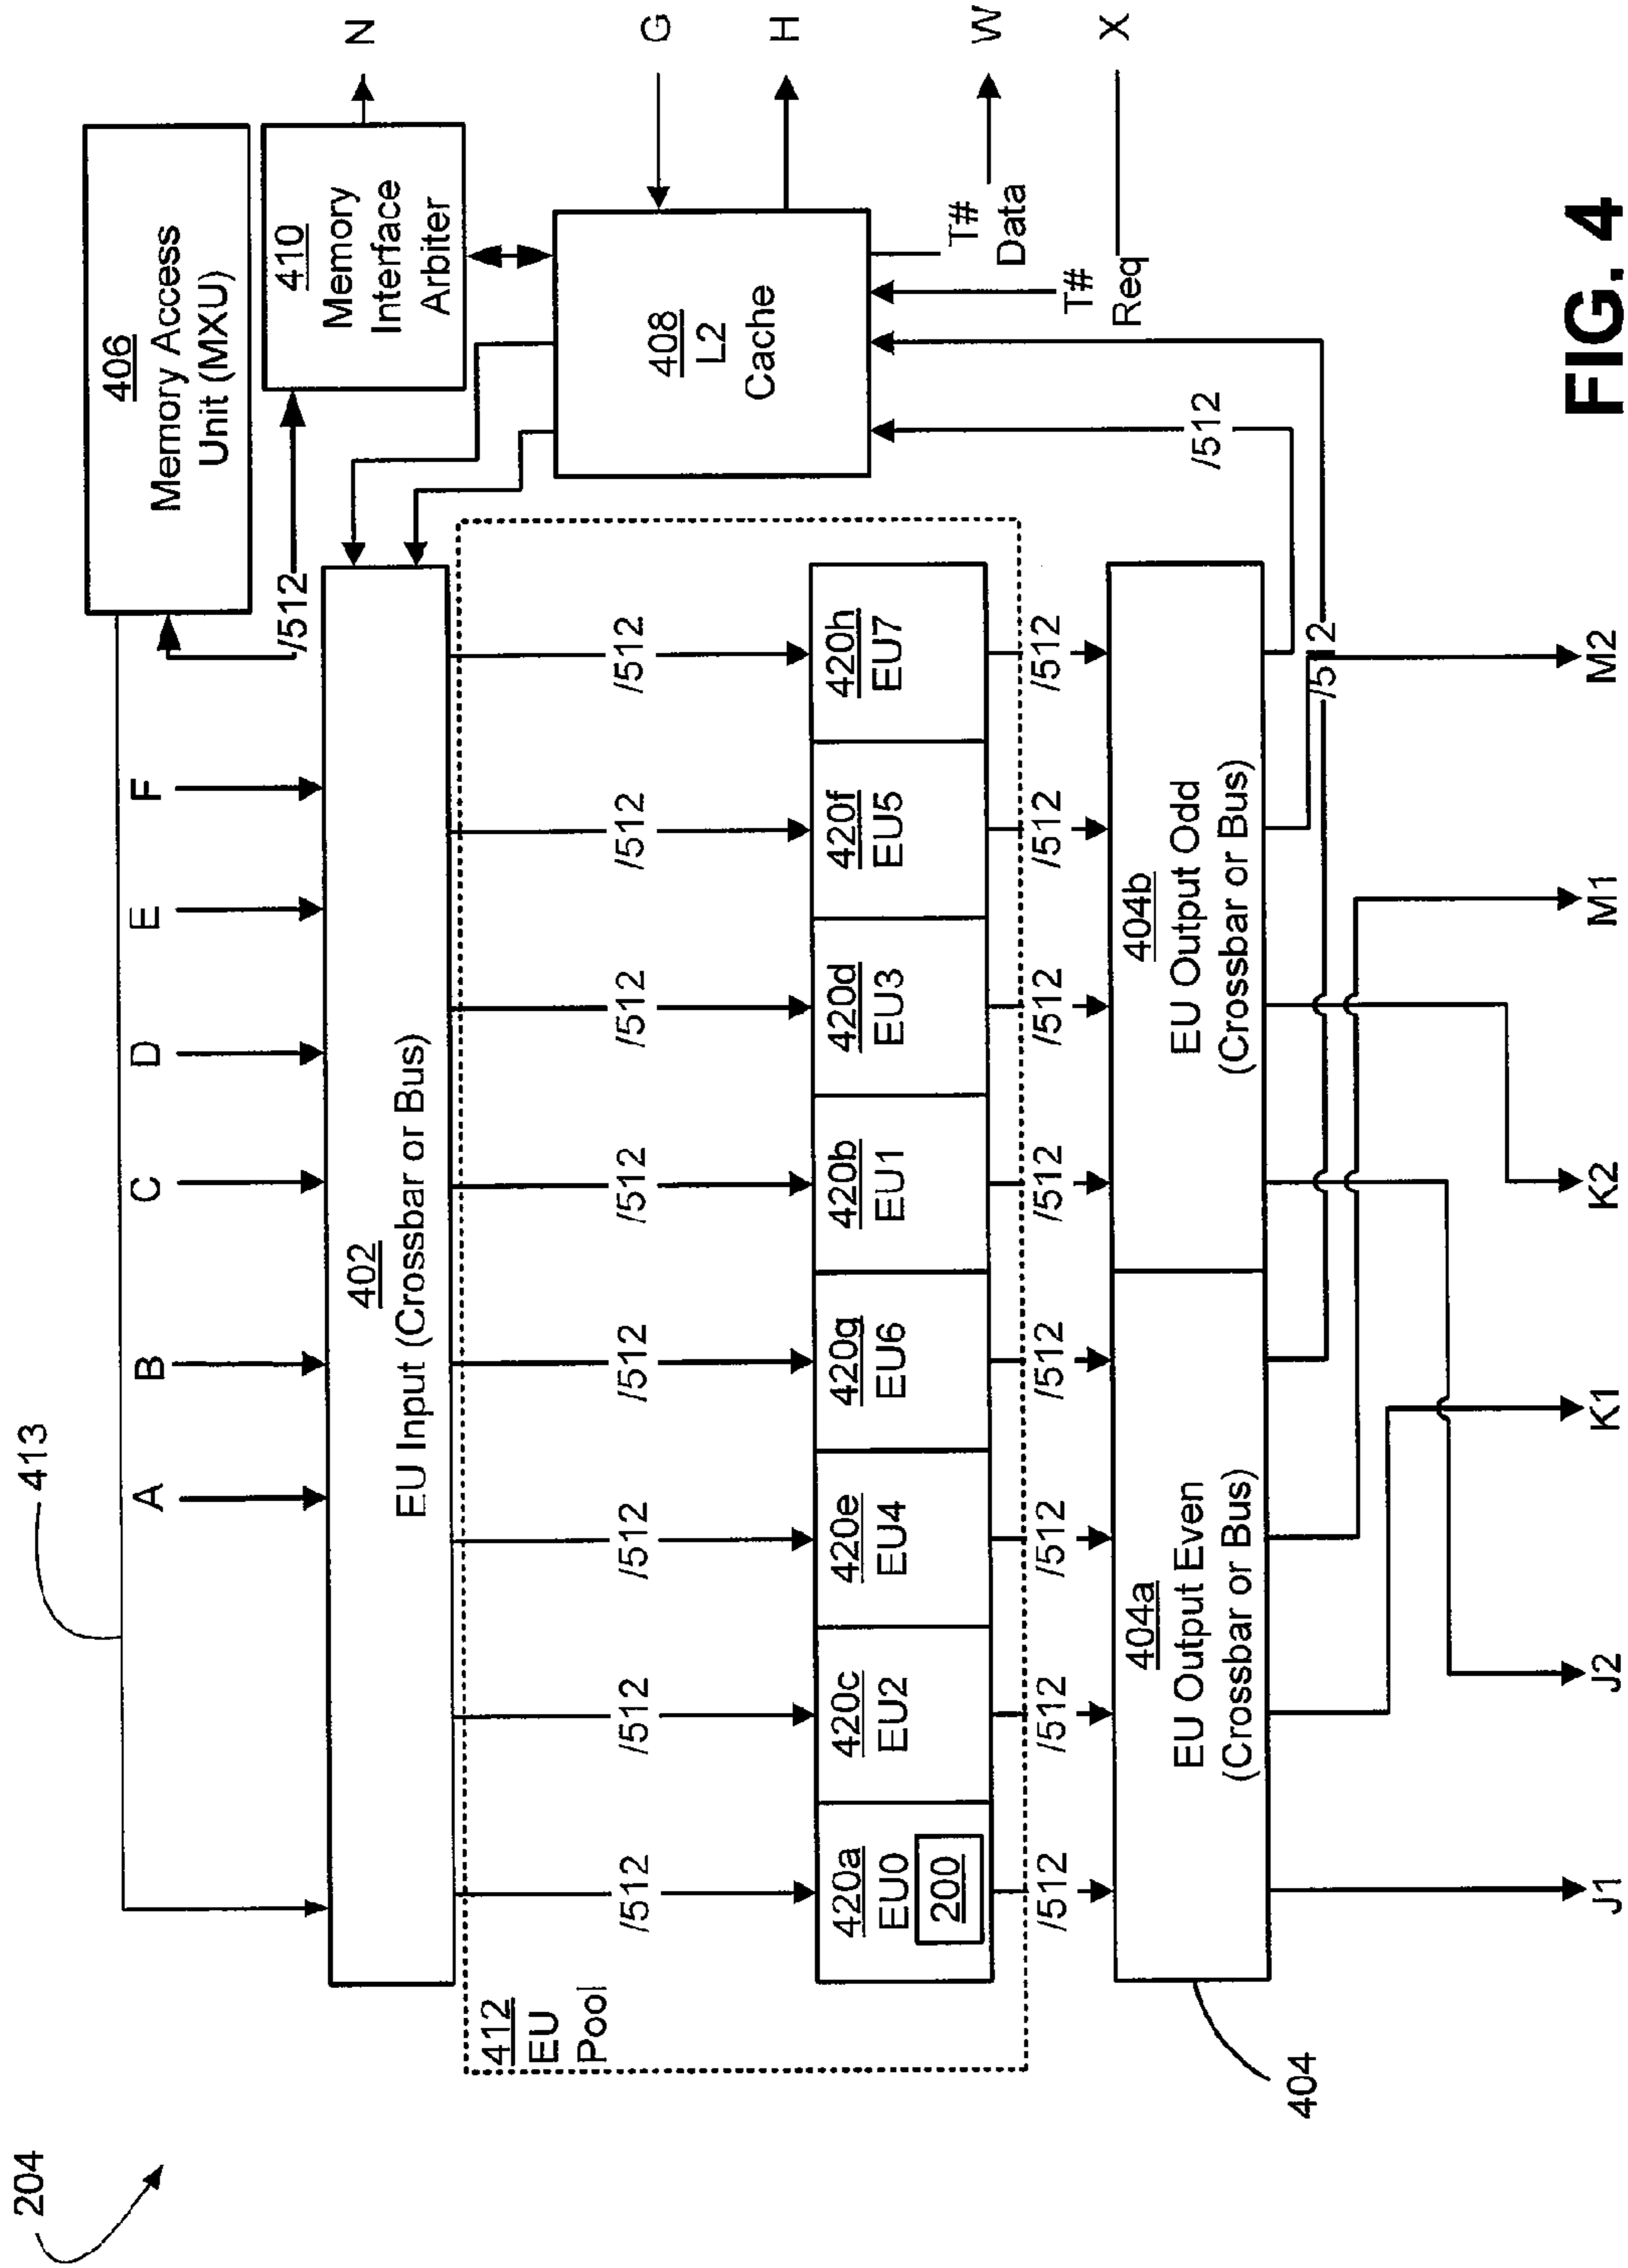 204
413
A
B
C
D
E
F
406
Memory Access
Unit (MXU)
/512
410
Memory
Interface
Arbiter
N
402
EU Input (Crossbar or Bus)
412
EU
Pool
/512
/512
/512
/512
/512
/512
/512
/512
408
L2
Cache
G
H
T#
Data
W
T#
Req
X
420a
EU0
200
420c
EU2
420e
EU4
420g
EU6
420b
EU1
420d
EU3
420f
EU5
420h
EU7
/512
/512
/512
/512
/512
/512
/512
/512
/512
404a
EU Output Even
(Crossbar or Bus)
404b
EU Output Odd
(Crossbar or Bus)
/512
404
J1
J2
K1
K2
M1
M2
FIG. 4